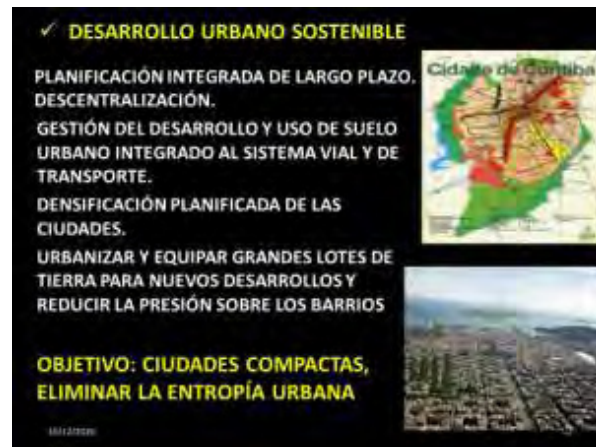 ✓ DESARROLLO URBANO SOSTENIBLE
PLANIFICACIÓN INTEGRADA DE LARGO PLAZO.
DESCENTRALIZACIÓN.
GESTIÓN DEL DESARROLLO Y USO DE SUELO
URBANO INTEGRADO AL SISTEMA VIAL Y DE
TRANSPORTE.
DENSIFICACIÓN PLANIFICADA DE LAS
CIUDADES.
URBANIZAR Y EQUIPAR GRANDES LOTES DE
TIERRA PARA NUEVOS DESARROLLOS Y
REDUCIR LA PRESIÓN SOBRE LOS BARRIOS
OBJETIVO: CIUDADES COMPACTAS,
ELIMINAR LA ENTROPÍA URBANA
Cidade de Curitiba